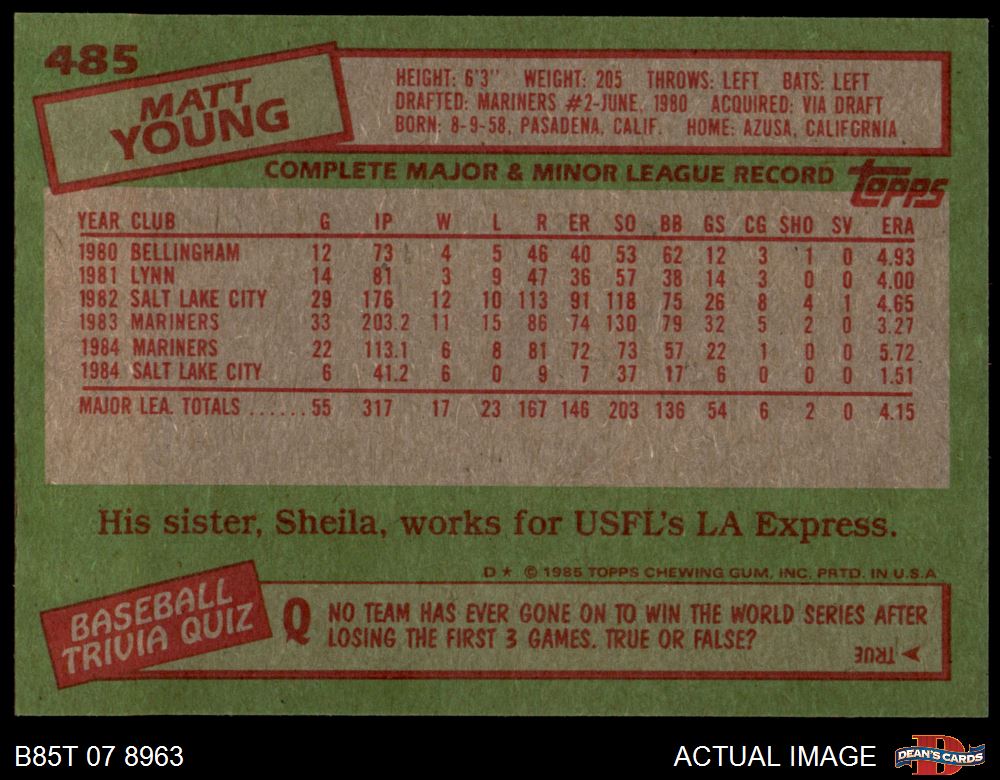 485
MATT
YOUNG
HEIGHT: 6'3" WEIGHT: 205 THROWS: LEFT BATS: LEFT
DRAFTED: MARINERS #2-JUNE, 1980 ACQUIRED: VIA DRAFT
BORN: 8-9-58, PASADENA, CALIF. HOME: AZUSA, CALIFORNIA
COMPLETE MAJOR & MINOR LEAGUE RECORD
topps
YEAR CLUB G IP W L R ER SO BB GS CG SHO SV ERA
1980 BELLINGHAM 12 73 4 5 46 40 53 62 12 3 1 0 4.93
1981 LYNN 14 81 3 9 47 36 57 38 14 3 0 0 4.00
1982 SALT LAKE CITY 29 176 12 10 113 91 118 75 26 8 4 1 4.65
1983 MARINERS 33 203.2 11 15 86 74 130 79 32 5 2 0 3.27
1984 MARINERS 22 113.1 6 8 81 72 73 57 22 1 0 0 5.72
1984 SALT LAKE CITY 6 41.2 6 0 9 7 37 17 6 0 0 0 1.51
MAJOR LEA. TOTALS ...... 55 317 17 23 167 146 203 136 54 6 2 0 4.15
His sister, Sheila, works for USFL's LA Express.
D★ © 1985 TOPPS CHEWING GUM, INC. PRTD. IN U.S.A.
BASEBALL
TRIVIA QUIZ
Q NO TEAM HAS EVER GONE ON TO WIN THE WORLD SERIES AFTER
LOSING THE FIRST 3 GAMES. TRUE OR FALSE?
TRUE
B85T 07 8963
ACTUAL IMAGE
DEAN'S CARDS